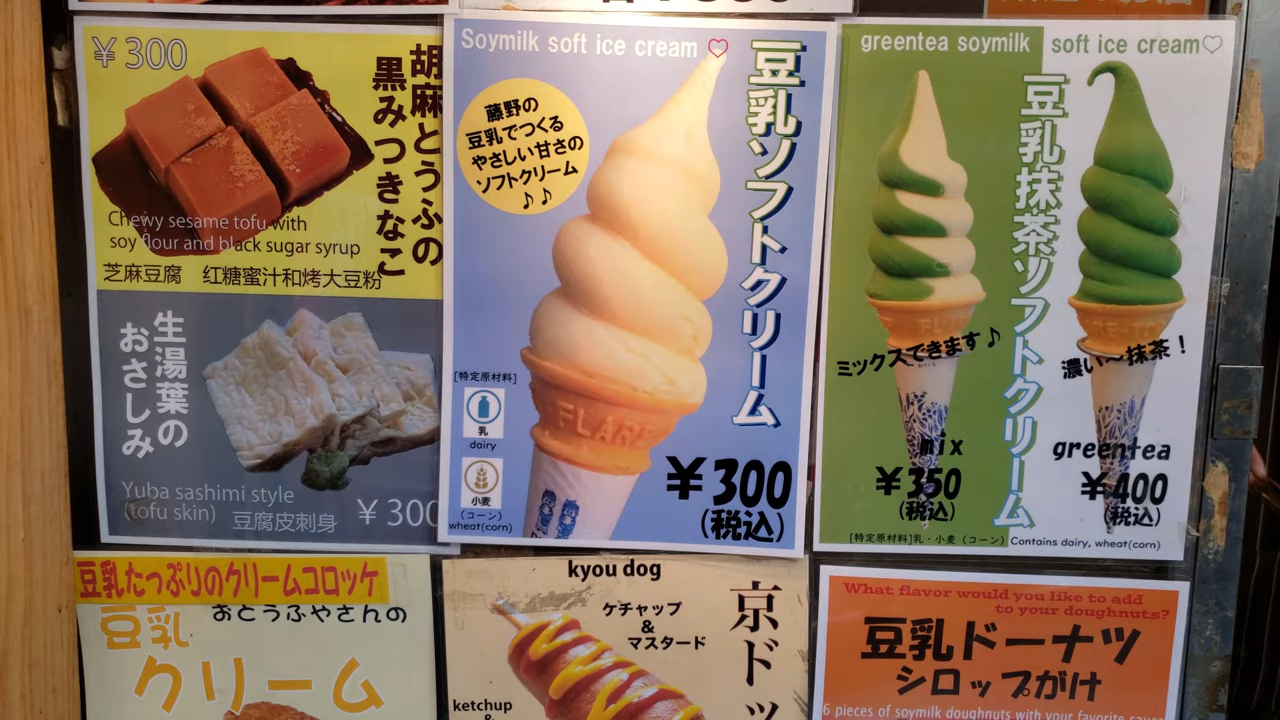 ¥300
胡麻とうふの
黒みつきなこ
Chewy sesame tofu with
soy flour and black sugar syrup
芝麻豆腐 红糖蜜汁和烤大豆粉
生湯葉の
おさしみ
Yuba sashimi style
(tofu skin)
豆腐皮刺身
¥300
Soymilk soft ice cream
豆乳ソフトクリーム
藤野の
豆乳でつくる
やさしい甘さの
ソフトクリーム
♪♪
[特定原材料]
乳
dairy
小麦
(コーン)
wheat(corn)
FLARE
¥300
(税込)
greentea soymilk soft ice cream♡
豆乳抹茶ソフトクリーム
ミックスできます♪
濃い〜抹茶!
mix
¥350
(税込)
greentea
¥400
(税込)
[特定原材料]乳・小麦(コーン)
Contains dairy, wheat(corn)
豆乳たっぷりのクリームコロッケ
おとうふやさんの
豆乳
クリーム
kyou dog
ケチャップ
&
マスタード
京ドッ
ketchup
&
What flavor would you like to add
to your doughnuts?
豆乳ドーナツ
シロップがけ
6 pieces of soymilk doughnuts with your favorite sauce